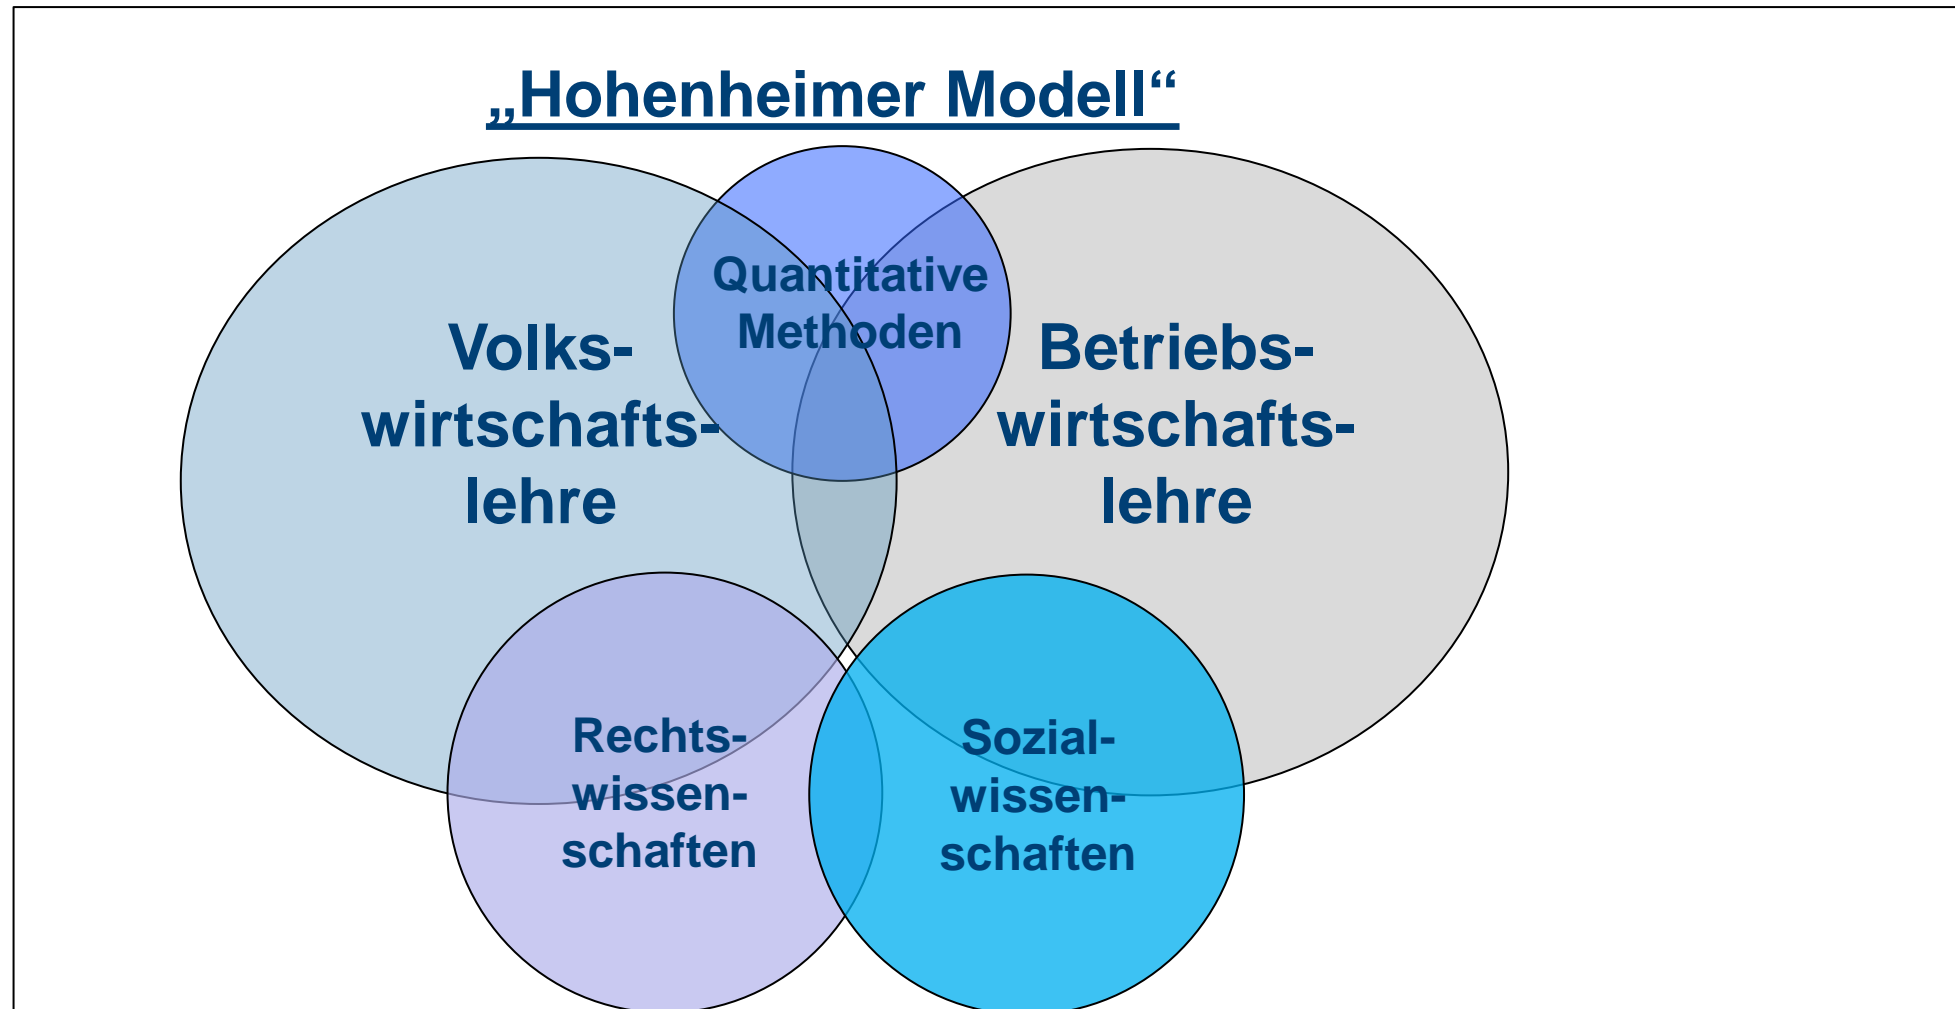 „Hohenheimer Modell“
Quantitative
Methoden
Volks-
wirtschafts-
lehre
Betriebs-
wirtschafts-
lehre
Rechts-
wissen-
schaften
Sozial-
wissen-
schaften